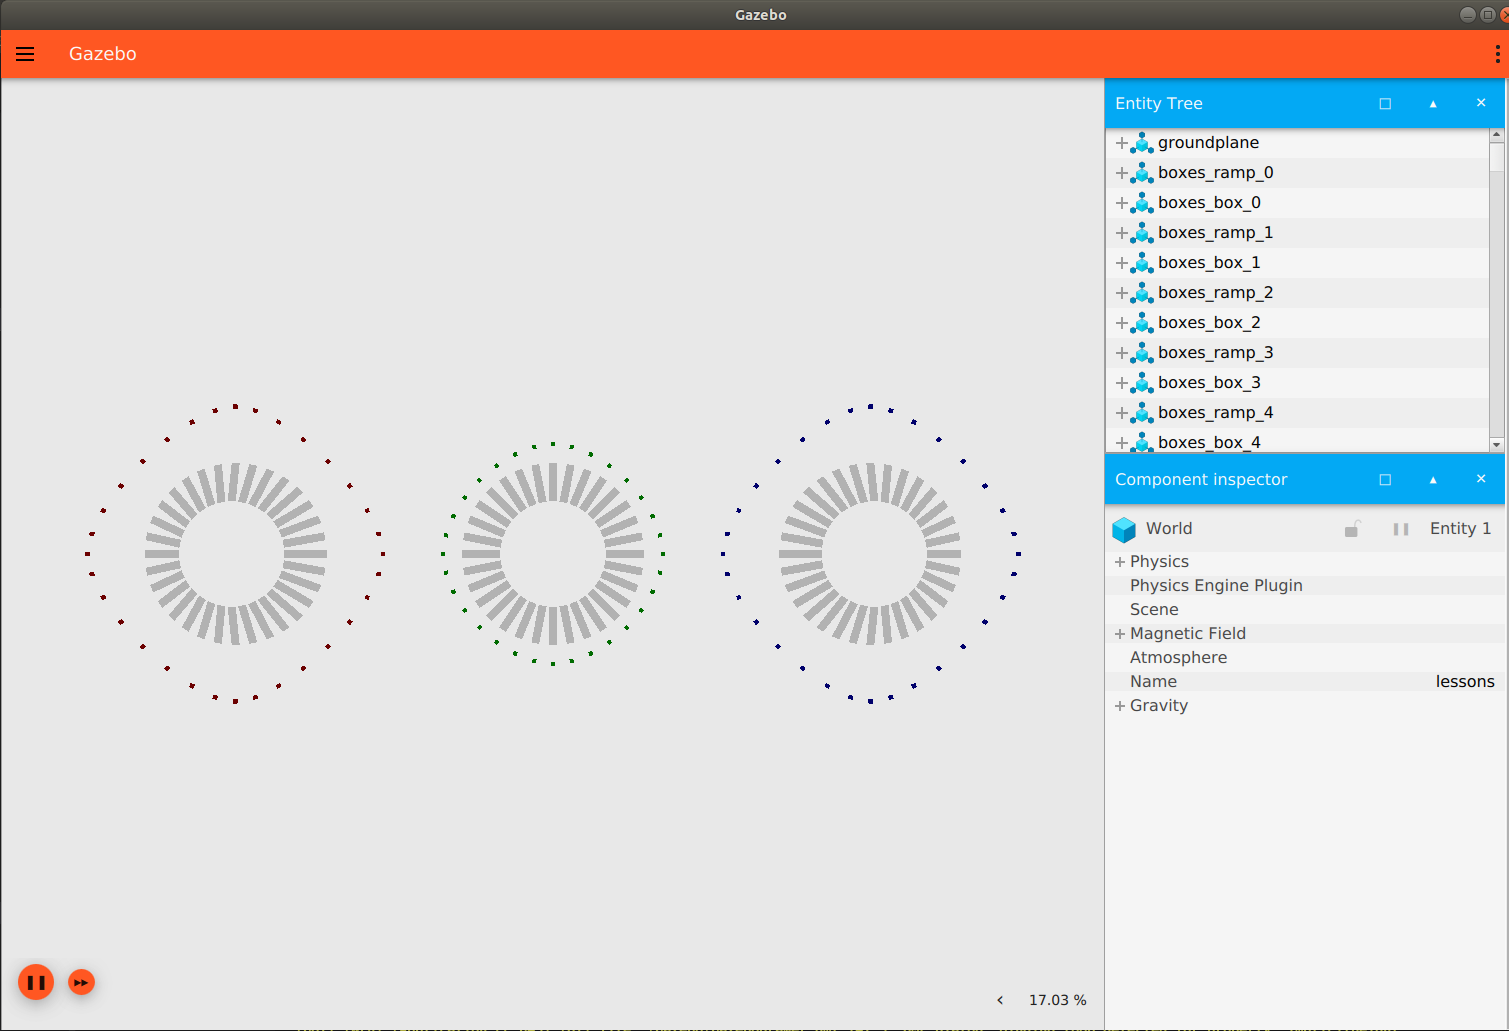 Gazebo
Gazebo
Entity Tree
groundplane
boxes_ramp_0
boxes_box_0
boxes_ramp_1
boxes_box_1
boxes_ramp_2
boxes_box_2
boxes_ramp_3
boxes_box_3
boxes_ramp_4
boxes_box_4
Component inspector
World Entity 1
Physics
Physics Engine Plugin
Scene
Magnetic Field
Atmosphere
Name lessons
Gravity
17.03 %